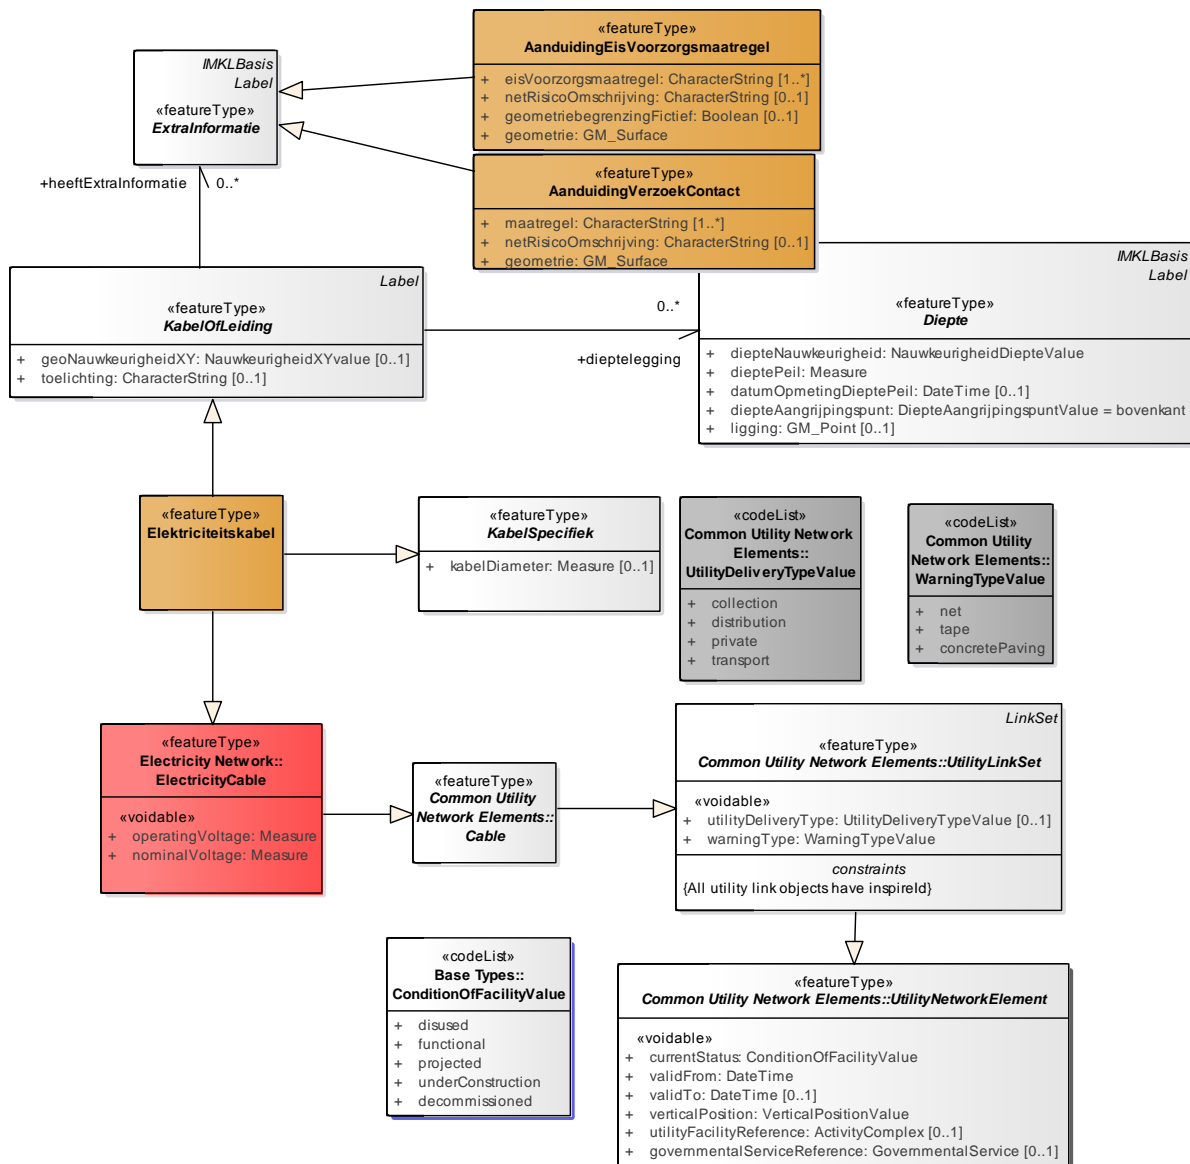 «featureType»
AanduidingEisVoorzorgsmaatregel
+ eisVoorzorgsmaatregel: CharacterString [1..*]
+ netRisicoOmschrijving: CharacterString [0..1]
+ geometriebegrenzingFictief: Boolean [0..1]
+ geometrie: GM_Surface
IMKLBasis
Label
«featureType»
ExtraInformatie
«featureType»
AanduidingVerzoekContact
+ maatregel: CharacterString [1..*]
+ netRisicoOmschrijving: CharacterString [0..1]
+ geometrie: GM_Surface
+heeftExtraInformatie
0..*
Label
«featureType»
KabelOfLeiding
+ geoNauwkeurigheidXY: NauwkeurigheidXYvalue [0..1]
+ toelichting: CharacterString [0..1]
0..*
+dieptelegging
IMKLBasis
Label
«featureType»
Diepte
+ diepteNauwkeurigheid: NauwkeurigheidDiepteValue
+ dieptePeil: Measure
+ datumOpmetingDieptePeil: DateTime [0..1]
+ diepteAangrijpingspunt: DiepteAangrijpingspuntValue = bovenkant
+ ligging: GM_Point [0..1]
«featureType»
Elektriciteitskabel
«featureType»
KabelSpecifiek
+ kabelDiameter: Measure [0..1]
«codeList»
Common Utility Network
Elements::
UtilityDeliveryTypeValue
+ collection
+ distribution
+ private
+ transport
«codeList»
Common Utility
Network Elements::
WarningTypeValue
+ net
+ tape
+ concretePaving
«featureType»
Electricity Network::
ElectricityCable
«voidable»
+ operatingVoltage: Measure
+ nominalVoltage: Measure
«featureType»
Common Utility
Network Elements::
Cable
LinkSet
«featureType»
Common Utility Network Elements::UtilityLinkSet
«voidable»
+ utilityDeliveryType: UtilityDeliveryTypeValue [0..1]
+ warningType: WarningTypeValue
constraints
{All utility link objects have inspireId}
«codeList»
Base Types::
ConditionOfFacilityValue
+ disused
+ functional
+ projected
+ underConstruction
+ decommissioned
«featureType»
Common Utility Network Elements::UtilityNetworkElement
«voidable»
+ currentStatus: ConditionOfFacilityValue
+ validFrom: DateTime
+ validTo: DateTime [0..1]
+ verticalPosition: VerticalPositionValue
+ utilityFacilityReference: ActivityComplex [0..1]
+ governmentalServiceReference: GovernmentalService [0..1]